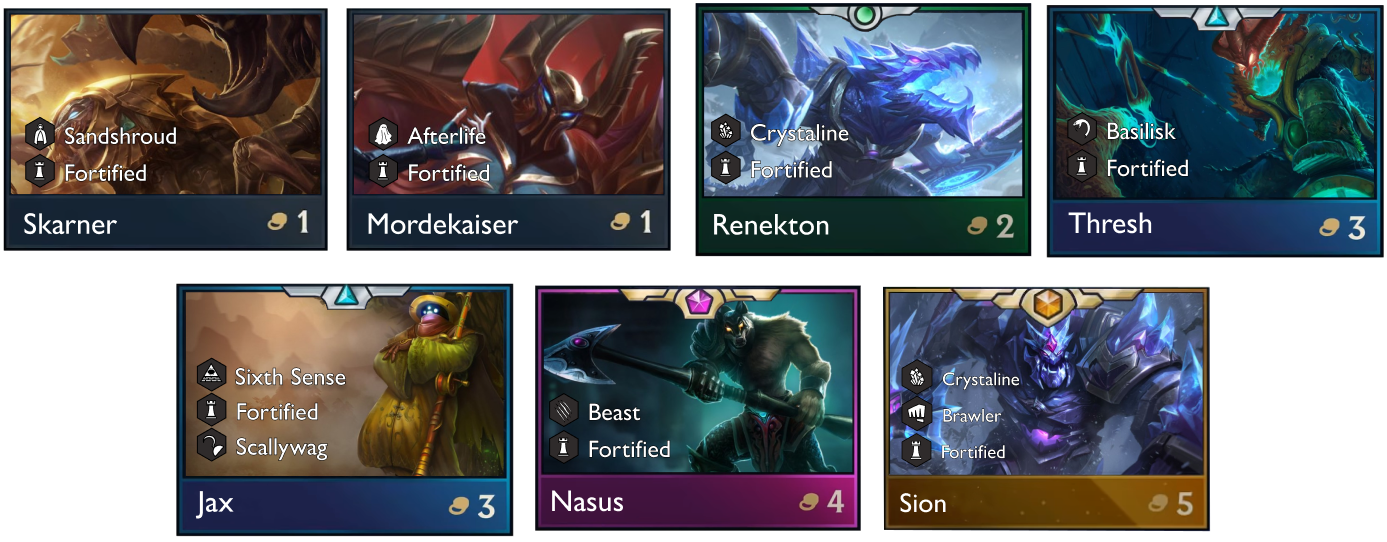 Sandshroud
Fortified
Skarner
1
Afterlife
Fortified
Mordekaiser
1
Crystaline
Fortified
Renekton
2
Basilisk
Fortified
Thresh
3
Sixth Sense
Fortified
Scallywag
Jax
3
Beast
Fortified
Nasus
4
Crystaline
Brawler
Fortified
Sion
5